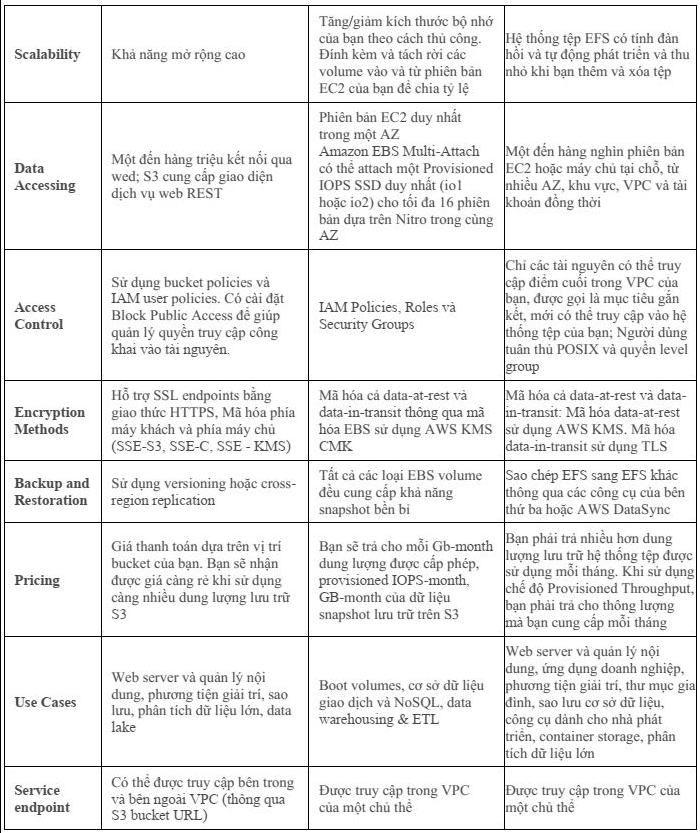 Scalability
Khả năng mở rộng cao
Tăng/giảm kích thước bộ nhớ
của bạn theo cách thủ công.
Đính kèm và tách rời các
volume vào và từ phiên bản
EC2 của bạn để chia tỷ lệ
Hệ thống tệp EFS có tính đàn
hồi và tự động phát triển và thu
nhỏ khi bạn thêm và xóa tệp
Data
Accessing
Một đến hàng triệu kết nối qua
wed; S3 cung cấp giao diện
dịch vụ web REST
Phiên bản EC2 duy nhất
trong một AZ
Amazon EBS Multi-Attach
có thể attach một Provisioned
IOPS SSD duy nhất (io1
hoặc io2) cho tối đa 16 phiên
bản dựa trên Nitro trong cùng
AZ
Một đến hàng nghìn phiên bản
EC2 hoặc máy chủ tại chỗ, từ
nhiều AZ, khu vực, VPC và tài
khoản đồng thời
Access
Control
Sử dụng bucket policies và
IAM user policies. Có cài đặt
Block Public Access để giúp
quản lý quyền truy cập công
khai vào tài nguyên.
IAM Policies, Roles và
Security Groups
Chỉ các tài nguyên có thể truy
cập điểm cuối trong VPC của
bạn, được gọi là mục tiêu gắn
kết, mới có thể truy cập vào hệ
thống tệp của bạn; Người dùng
tuân thủ POSIX và quyền level
group
Encryption
Methods
Hỗ trợ SSL endpoints bằng
giao thức HTTPS, Mã hóa phía
máy khách và phía máy chủ
(SSE-S3, SSE-C, SSE - KMS)
Mã hóa cả data-at-rest và
data-in-transit thông qua mã
hóa EBS sử dụng AWS KMS
CMK
Mã hóa cả data-at-rest và data-
in-transit: Mã hóa data-at-rest
sử dụng AWS KMS. Mã hóa
data-in-transit sử dụng TLS
Backup and
Restoration
Sử dụng versioning hoặc cross-
region replication
Tất cả các loại EBS volume
đều cung cấp khả năng
snapshot bền bỉ
Sao chép EFS sang EFS khác
thông qua các công cụ của bên
thứ ba hoặc AWS DataSync
Pricing
Giá thanh toán dựa trên vị trí
bucket của bạn. Bạn sẽ nhận
được giá càng rẻ khi sử dụng
càng nhiều dung lượng lưu trữ
S3
Bạn sẽ trả cho mỗi Gb-month
dung lượng được cấp phép,
provisioned IOPS-month,
GB-month của dữ liệu
snapshot lưu trữ trên S3
Bạn phải trả nhiều hơn dung
lượng lưu trữ hệ thống tệp được
sử dụng mỗi tháng. Khi sử dụng
chế độ Provisioned Throughput,
bạn phải trả cho thông lượng
mà bạn cung cấp mỗi tháng
Use Cases
Web server và quản lý nội
dung, phương tiện giải trí, sao
lưu, phân tích dữ liệu lớn, data
lake
Boot volumes, cơ sở dữ liệu
giao dịch và NoSQL, data
warehousing & ETL
Web server và quản lý nội
dung, ứng dụng doanh nghiệp,
phương tiện giải trí, thư mục gia
đình, sao lưu cơ sở dữ liệu,
công cụ dành cho nhà phát
triển, container storage, phân
tích dữ liệu lớn
Service
endpoint
Có thể được truy cập bên trong
và bên ngoài VPC (thông qua
S3 bucket URL)
Được truy cập trong VPC
của một chủ thể
Được truy cập trong VPC của
một chủ thể